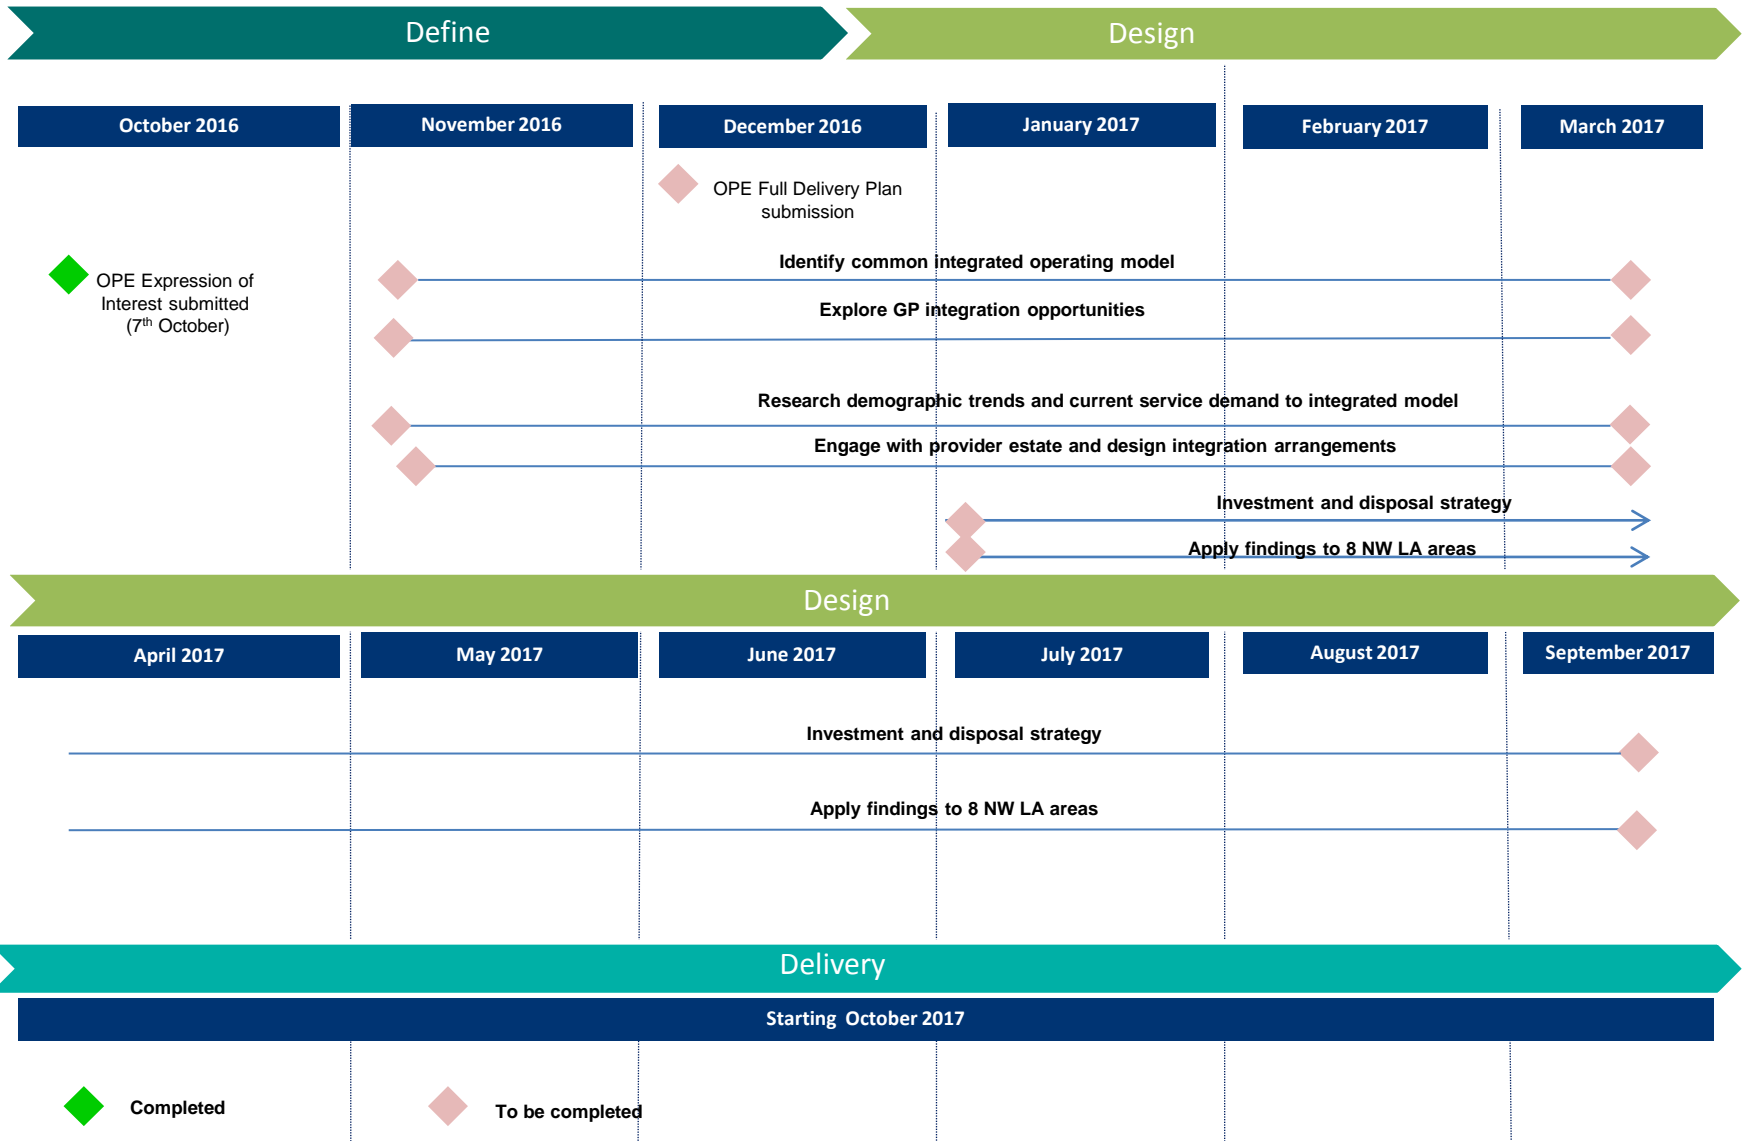 Define
Design
October 2016
November 2016
December 2016
January 2017
February 2017
March 2017
OPE Full Delivery Plan
submission
OPE Expression of
Interest submitted
(7th October)
Identify common integrated operating model
Explore GP integration opportunities
Research demographic trends and current service demand to integrated model
Engage with provider estate and design integration arrangements
Investment and disposal strategy
Apply findings to 8 NW LA areas
Design
April 2017
May 2017
June 2017
July 2017
August 2017
September 2017
Investment and disposal strategy
Apply findings to 8 NW LA areas
Delivery
Starting October 2017
Completed
To be completed